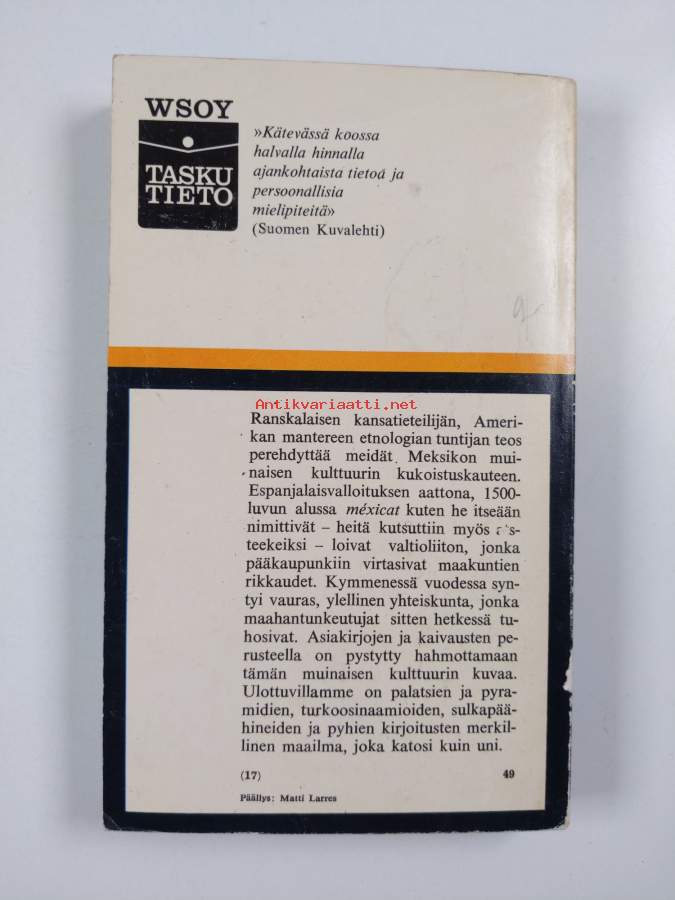 WSOY
TASKU
TIETO
»Kätevässä koossa
halvalla hinnalla
ajankohtaista tietoa ja
persoonallisia
mielipiteitä»
(Suomen Kuvalehti)
Antikvariaatti.net
Ranskalaisen kansatieteilijän, Ameri-
kan mantereen etnologian tuntijan teos
perehdyttää meidät Meksikon mui-
naisen kulttuurin kukoistuskauteen.
Espanjalaisvalloituksen aattona, 1500-
luvun alussa méxicat kuten he itseään
nimittivät – heitä kutsuttiin myös as-
teekeiksi – loivat valtioliiton, jonka
pääkaupunkiin virtasivat maakuntien
rikkaudet. Kymmenessä vuodessa syn-
tyi vauras, ylellinen yhteiskunta, jonka
maahantunkeutujat sitten hetkessä tu-
hosivat. Asiakirjojen ja kaivausten pe-
rusteella on pystytty hahmottamaan
tämän muinaisen kulttuurin kuvaa.
Ulottuvillamme on palatsien ja pyra-
midien, turkoosinaamioiden, sulkapää-
hineiden ja pyhien kirjoitusten merkil-
linen maailma, joka katosi kuin uni.
(17) 49
Päällys: Matti Larres